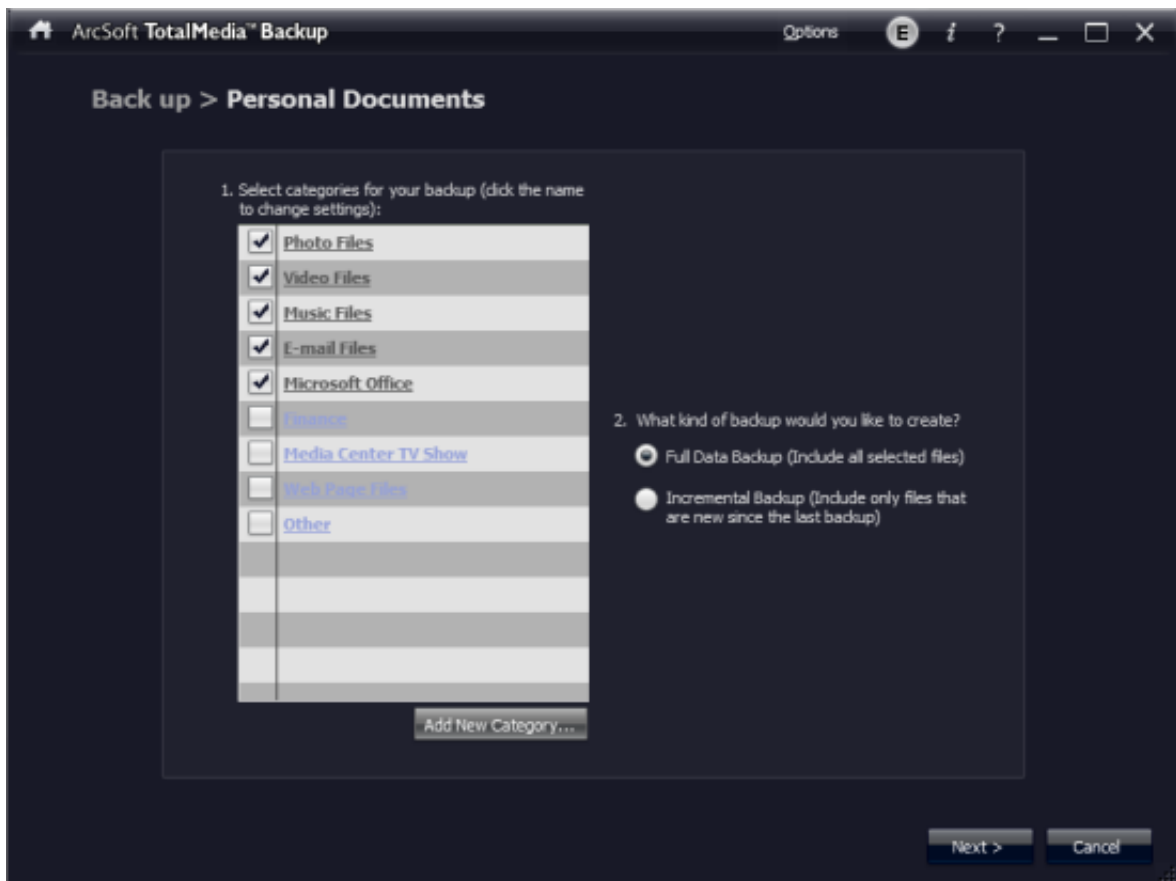 ArcSoft TotalMedia™ Backup
Options
E
i
?
Back up > Personal Documents
1. Select categories for your backup (click the name
to change settings):
Photo Files
Video Files
Music Files
E-mail Files
Microsoft Office
Finance
Media Center TV Show
Web Page Files
Other
Add New Category...
2. What kind of backup would you like to create?
Full Data Backup (Include all selected files)
Incremental Backup (Include only files that
are new since the last backup)
Next >
Cancel